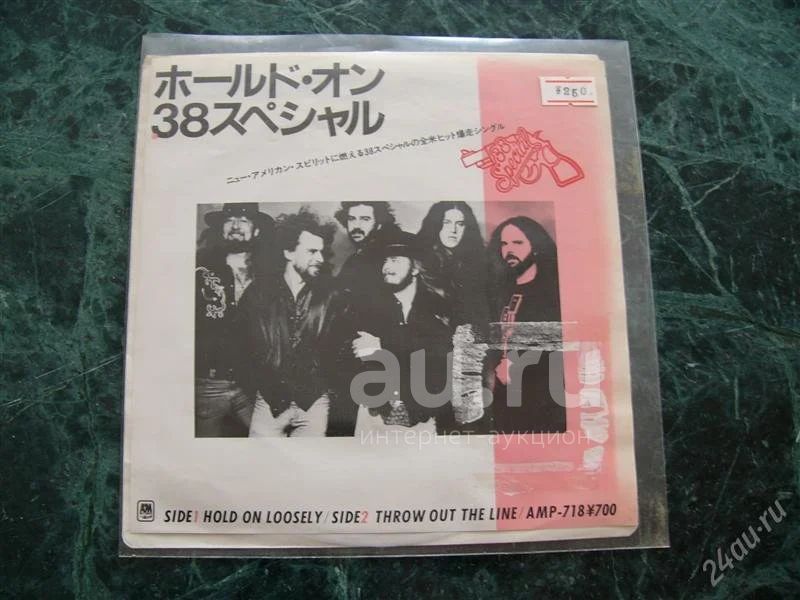 ホールド・オン
38スペシャル
¥250.
ニュー・アメリカン・スピリットに燃える38スペシャルの全米ヒット爆走シングル
38 Special
au.ru
интернет-аукцион
A&M
SIDE1 HOLD ON LOOSELY/SIDE2 THROW OUT THE LINE/AMP-718 ¥700
24au.ru